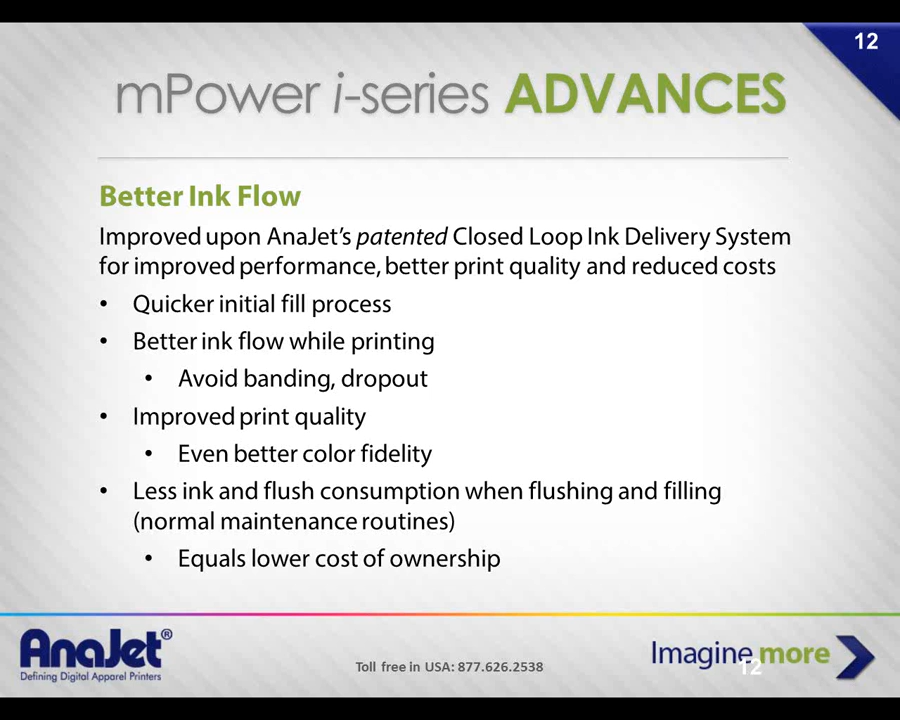 12
mPower i-series ADVANCES
Better Ink Flow
Improved upon AnaJet's patented Closed Loop Ink Delivery System
for improved performance, better print quality and reduced costs
• Quicker initial fill process
• Better ink flow while printing
• Avoid banding, dropout
• Improved print quality
• Even better color fidelity
• Less ink and flush consumption when flushing and filling
(normal maintenance routines)
• Equals lower cost of ownership
AnaJet®
Defining Digital Apparel Printers
Toll free in USA: 877.626.2538
Imagine more
12